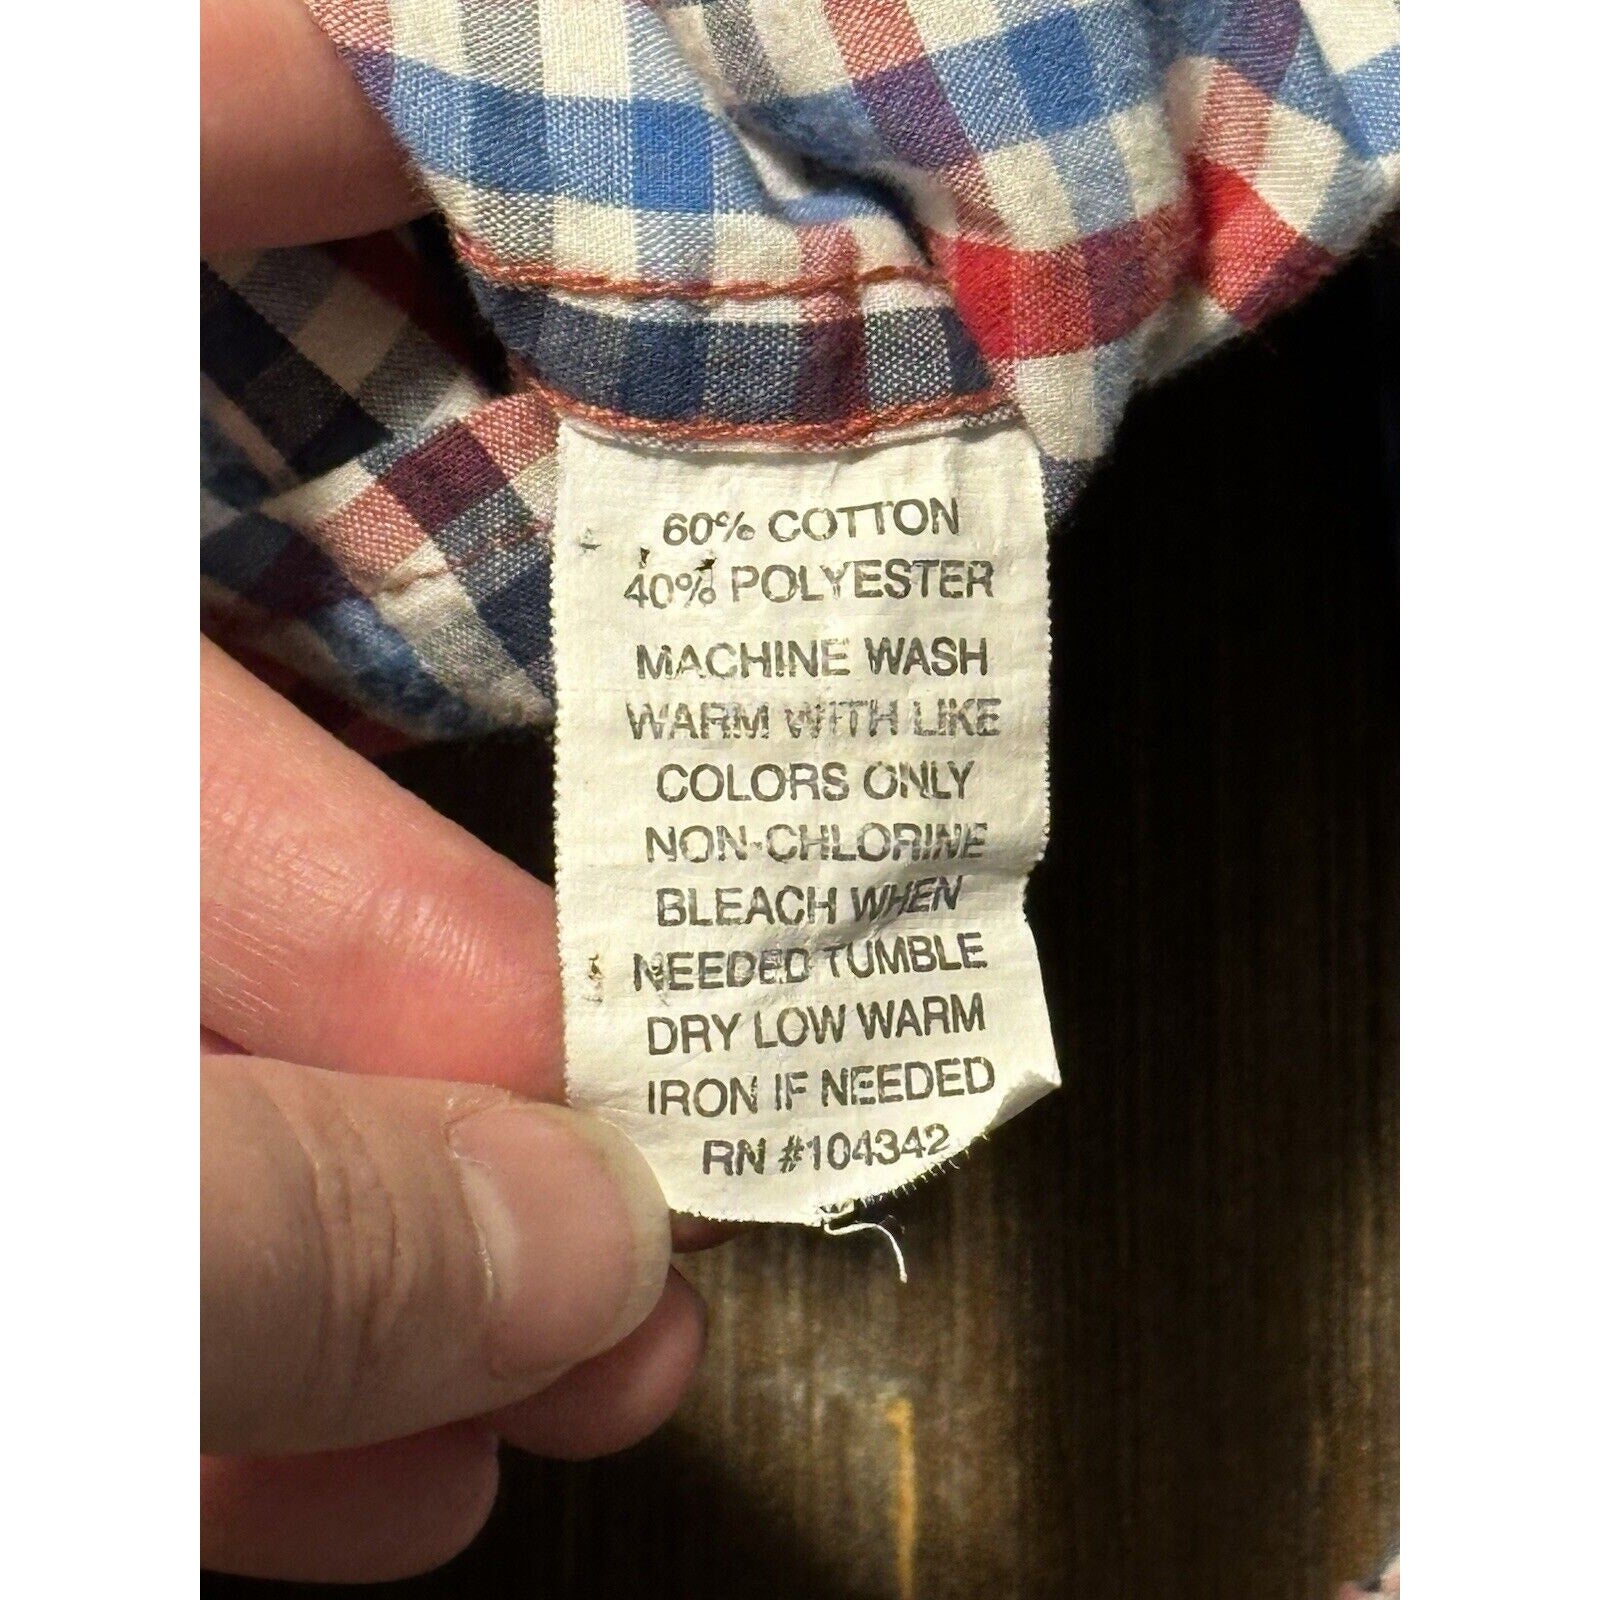 60% COTTON
40% POLYESTER
MACHINE WASH
WARM WITH LIKE
COLORS ONLY
NON-CHLORINE
BLEACH WHEN
NEEDED TUMBLE
DRY LOW WARM
IRON IF NEEDED
RN #104342